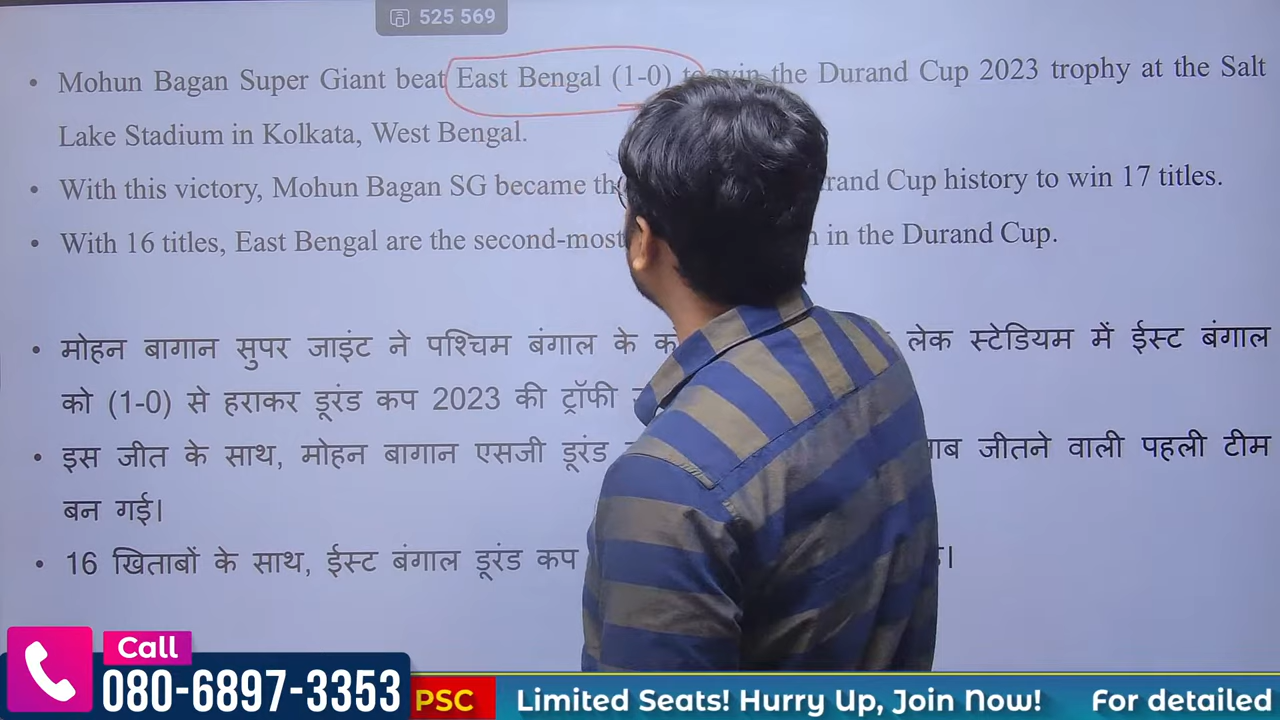 525 569
• Mohun Bagan Super Giant beat East Bengal (1-0) to win the Durand Cup 2023 trophy at the Salt
Lake Stadium in Kolkata, West Bengal.
• With this victory, Mohun Bagan SG became Cup history to win 17 titles.
• With 16 titles, East Bengal are the second-most in the Durand Cup.
• मोहन बागान सुपर जाइंट ने पश्चिम बंगाल के लेक स्टेडियम में ईस्ट बंगाल
को (1-0) से हराकर डूरंड कप 2023 की ट्रॉफी
• इस जीत के साथ, मोहन बागान एसजी डूरंड जीतने वाली पहली टीम
बन गई।
• 16 खिताबों के साथ, ईस्ट बंगाल डूरंड कप
Call
080-6897-3353
PSC Limited Seats! Hurry Up, Join Now! For detailed